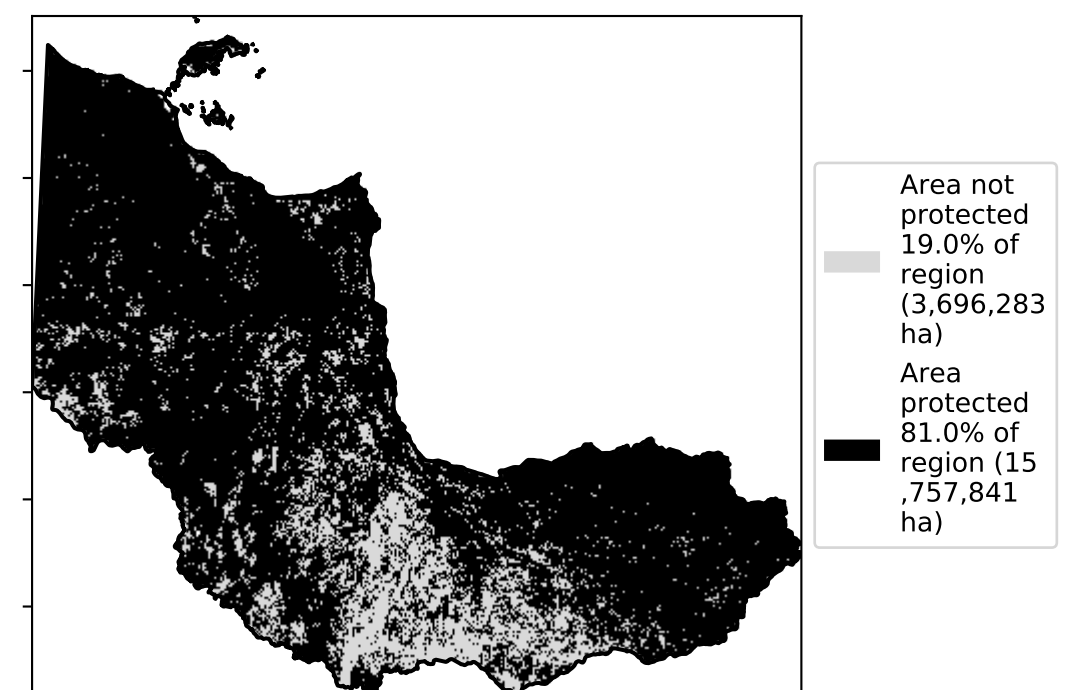 Area not
protected
19.0% of
region
(3,696,283
ha)
Area
protected
81.0% of
region (15
,757,841
ha)